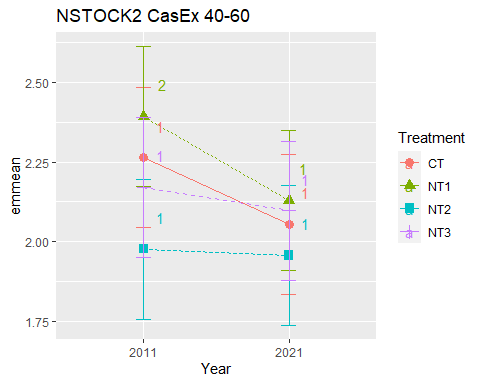 NSTOCK2 CasEx 40-60
emmean
2.50
2.25
2.00
1.75
2
1
1
1
1
1
1
1
2011
2021
Year
Treatment
a CT
a NT1
a NT2
a NT3